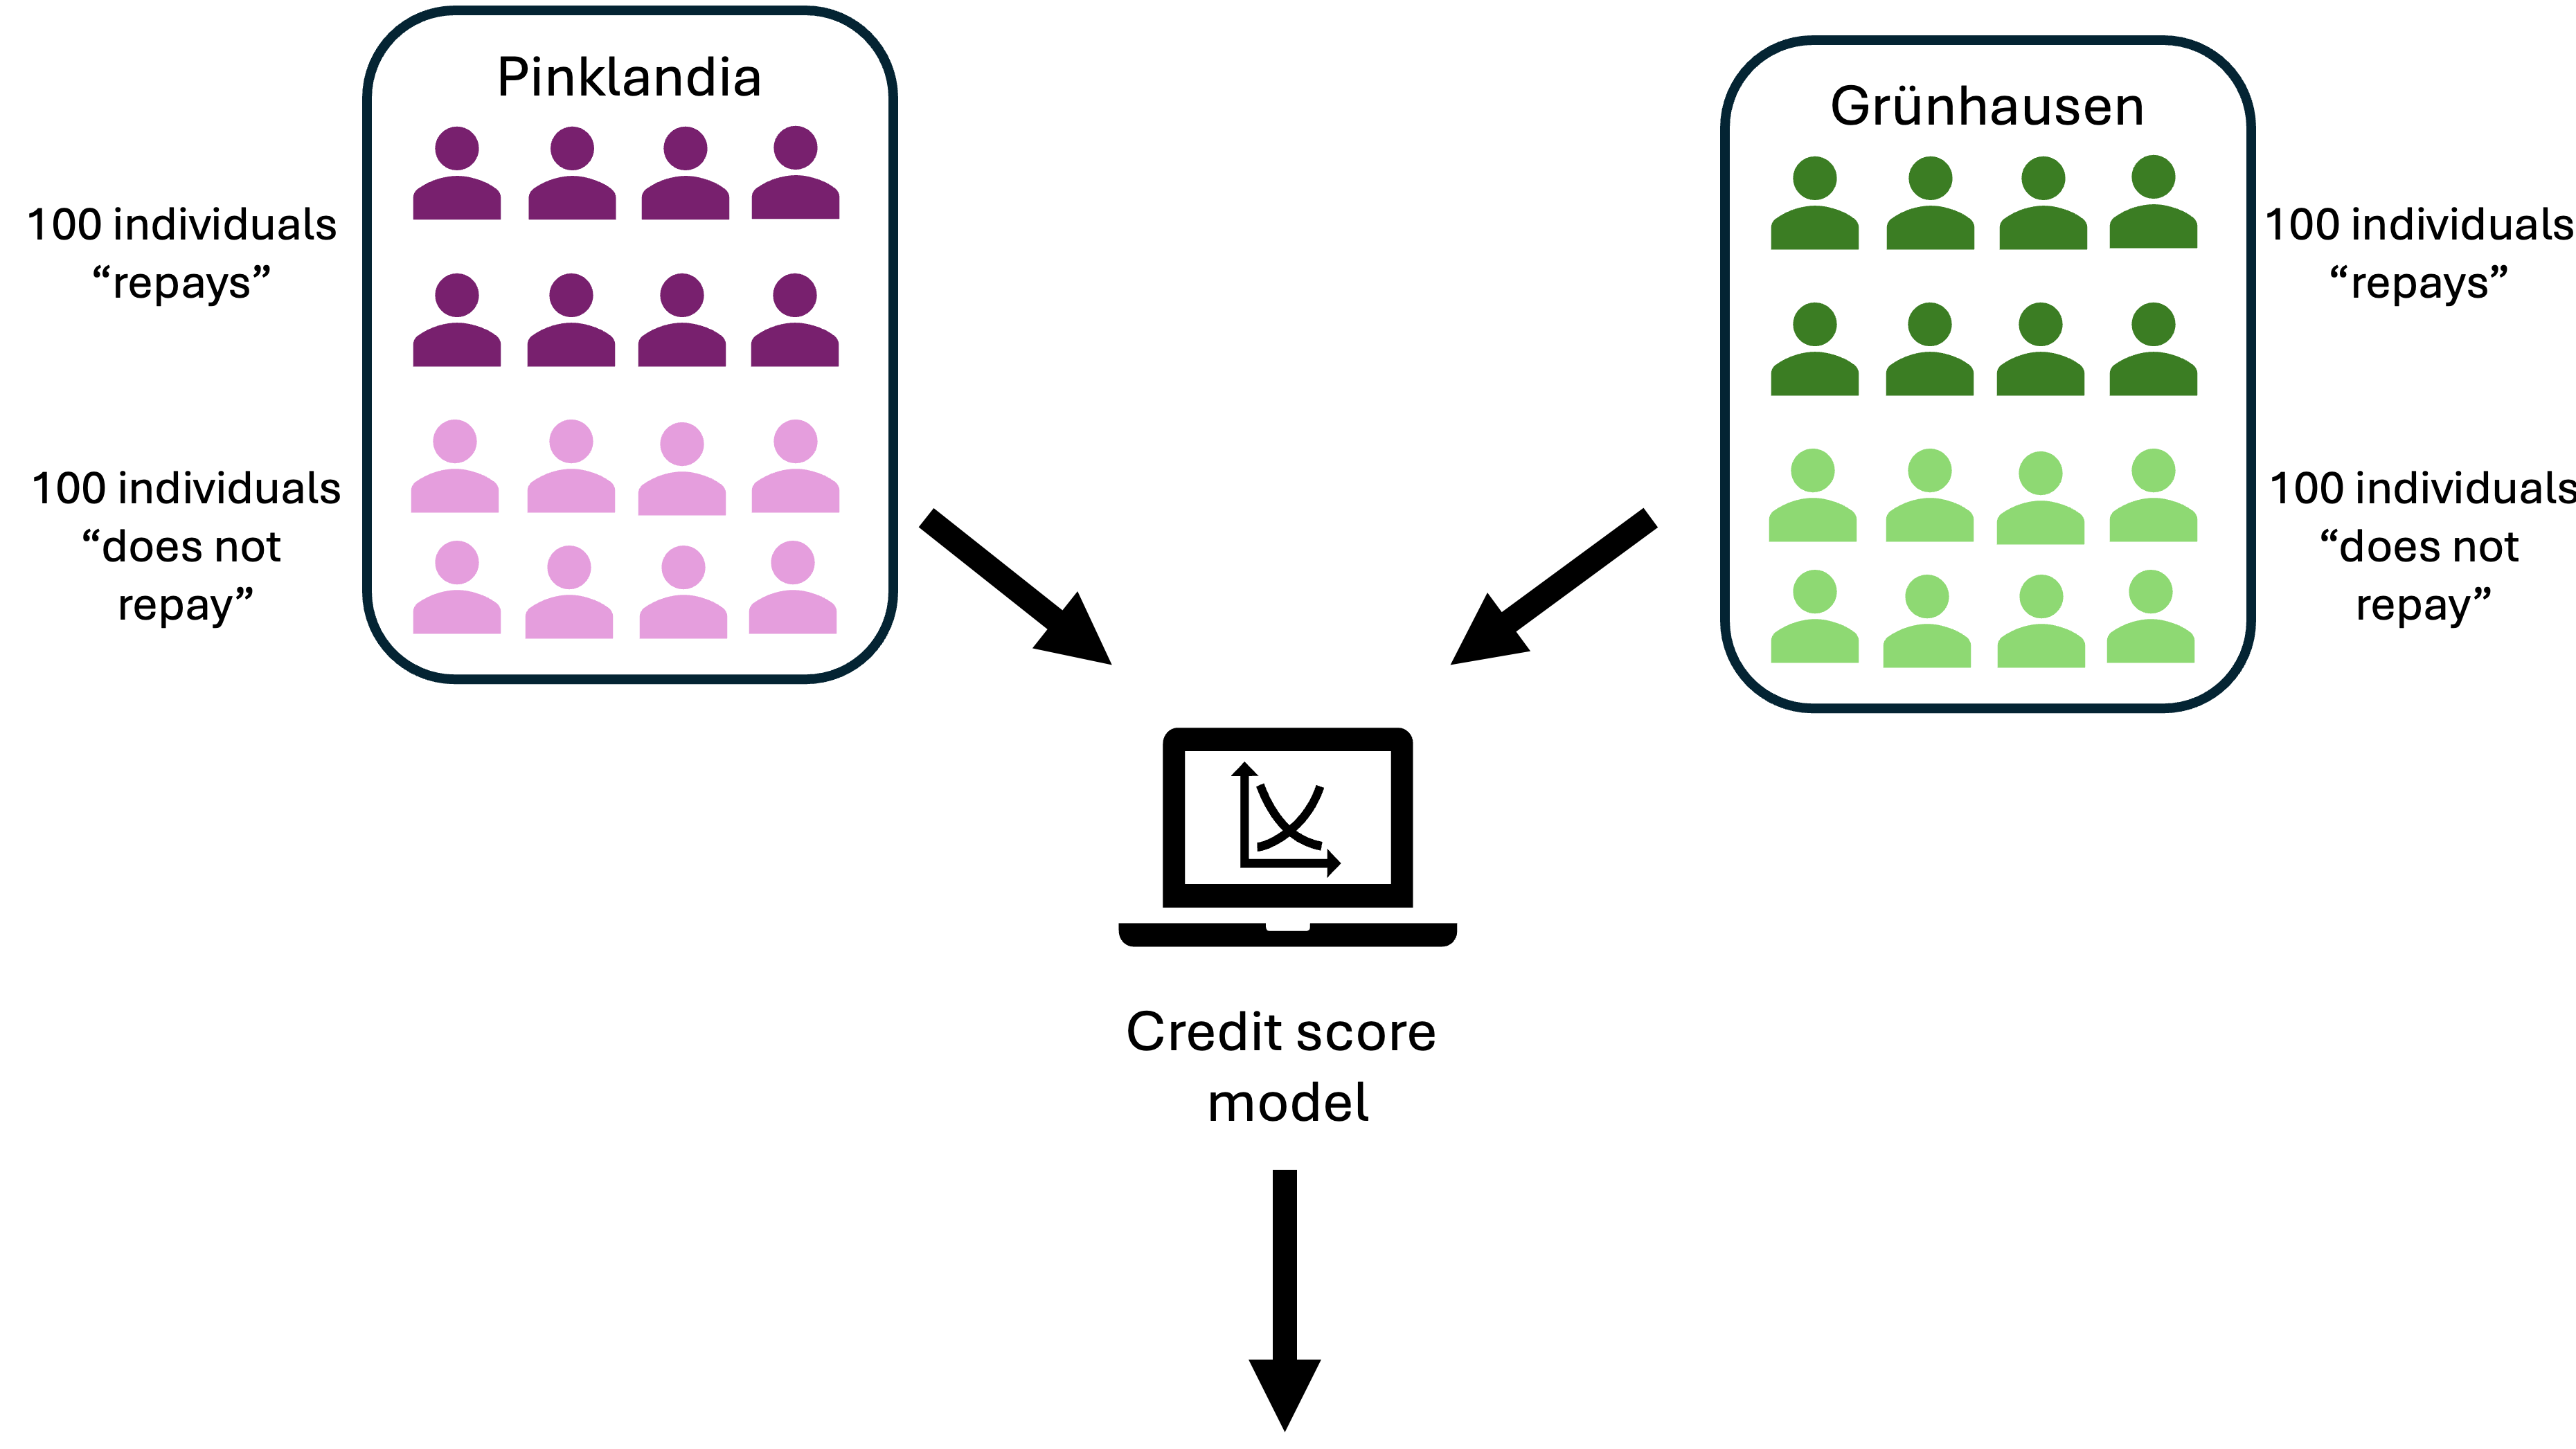 Pinklandia
100 individuals
“repays”
100 individuals
“does not
repay”
Grünhausen
100 individuals
“repays”
100 individuals
“does not
repay”
Credit score
model